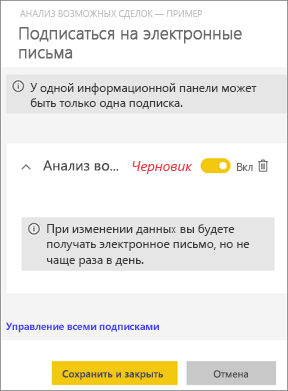 АНАЛИЗ ВОЗМОЖНЫХ СДЕЛОК — ПРИМЕР
Подписаться на электронные
письма
У одной информационной панели может
быть только одна подписка.
Анализ во... Черновик Вкл
При изменении данных вы будете
получать электронное письмо, но не
чаще раза в день.
Управление всеми подписками
Сохранить и закрыть Отмена